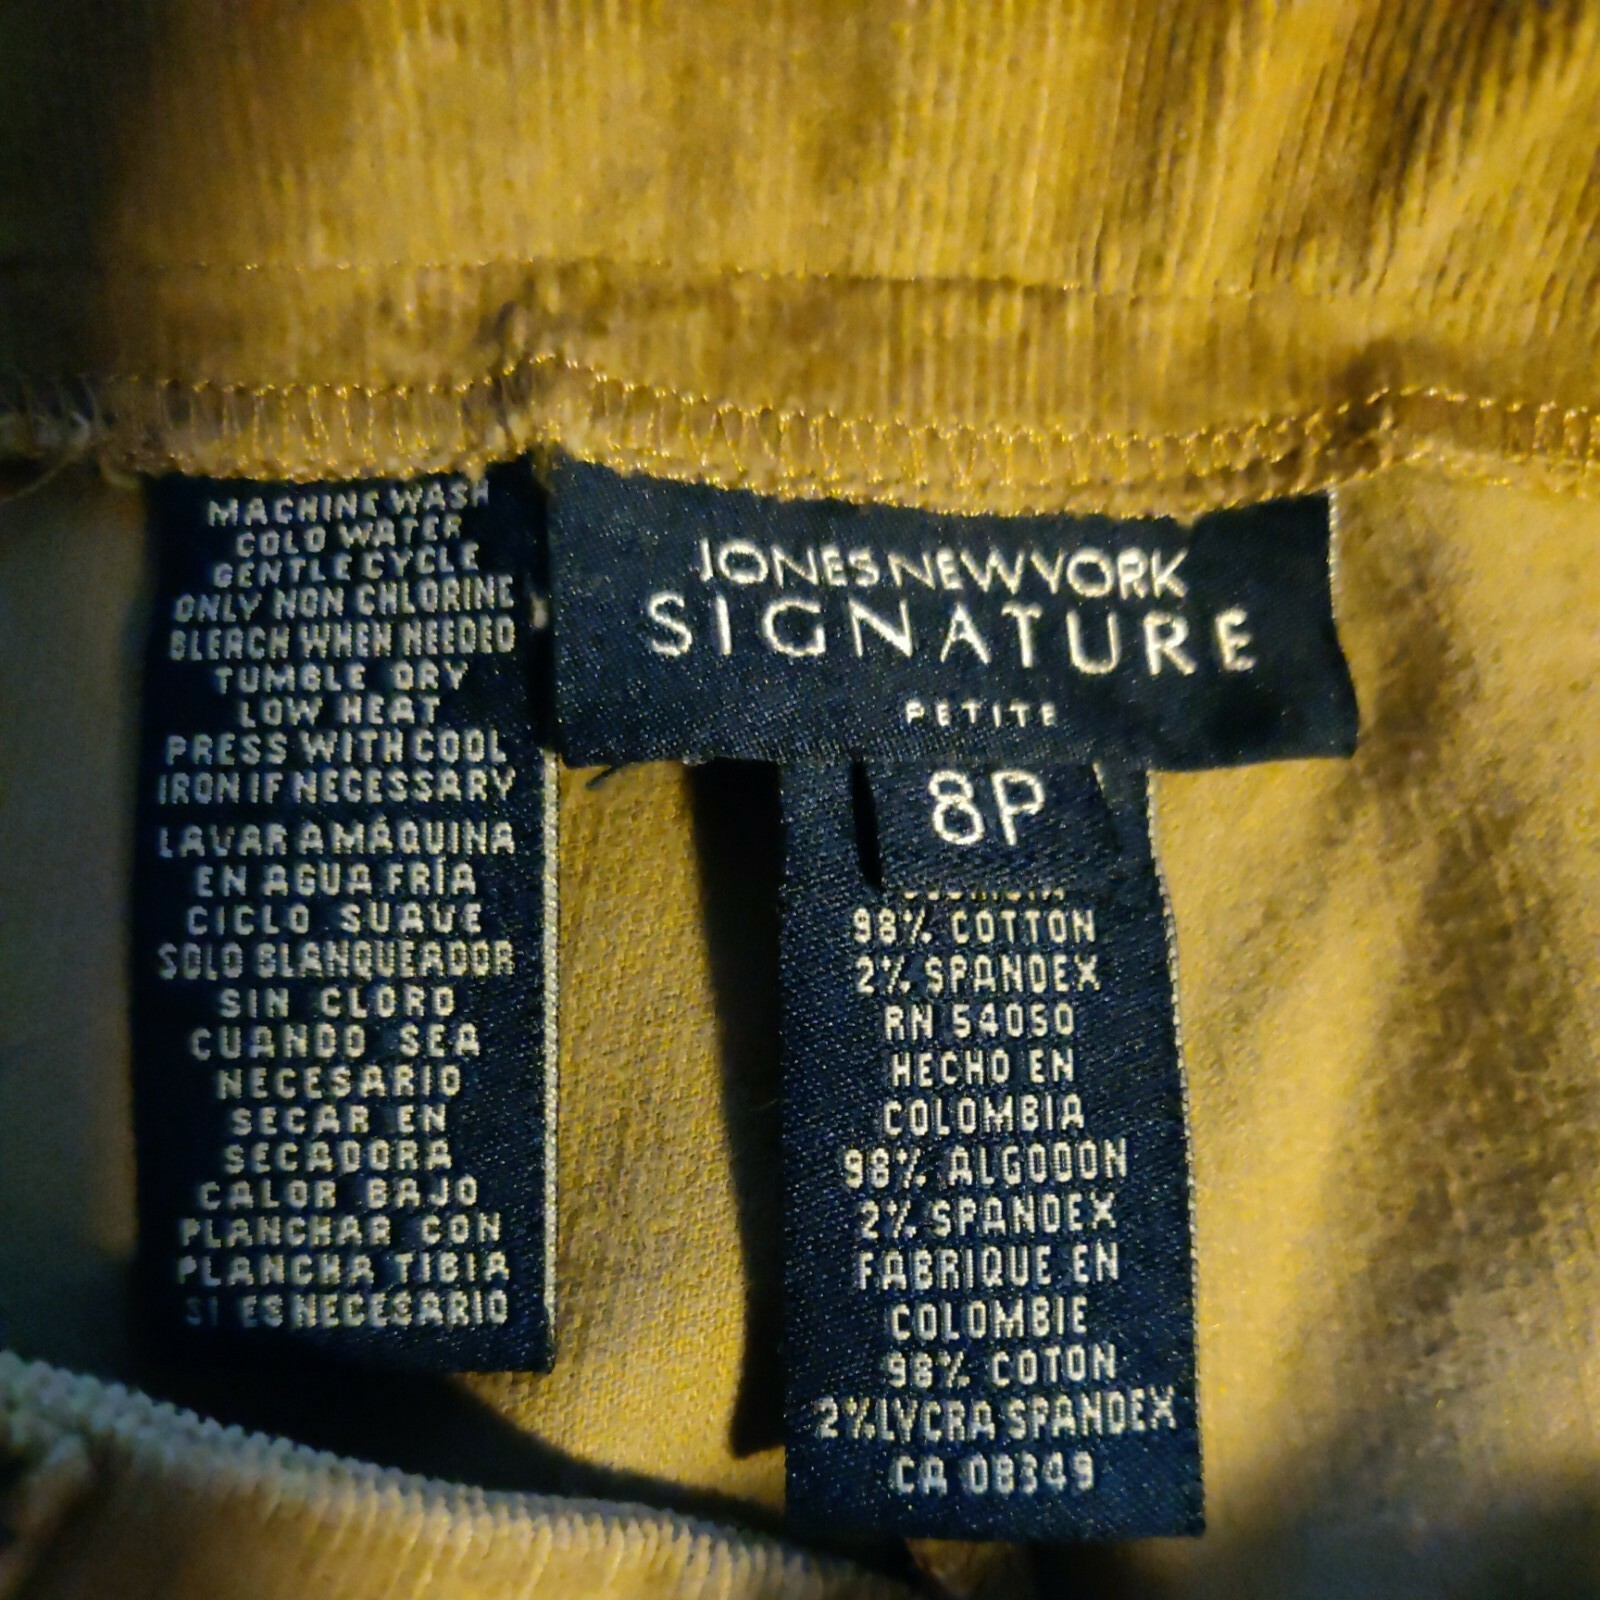 MACHINE WASH
COLD WATER
GENTLE CYCLE
ONLY NON CHLORINE
BLEACH WHEN NEEDED
TUMBLE DRY
LOW HEAT
PRESS WITH COOL
IRON IF NECESSARY
LAVAR A MÁQUINA
EN AGUA FRÍA
CICLO SUAVE
SOLO BLANQUEADOR
SIN CLORO
CUANDO SEA
NECESARIO
SECAR EN
SECADORA
CALOR BAJO
PLANCHAR CON
PLANCHA TIBIA
SI ES NECESARIO
JONES NEW YORK
SIGNATURE
PETITE
8P
98% COTTON
2% SPANDEX
RN 54050
HECHO EN
COLOMBIA
98% ALGODON
2% SPANDEX
FABRIQUE EN
COLOMBIE
98% COTON
2% LYCRA SPANDEX
CA 08349